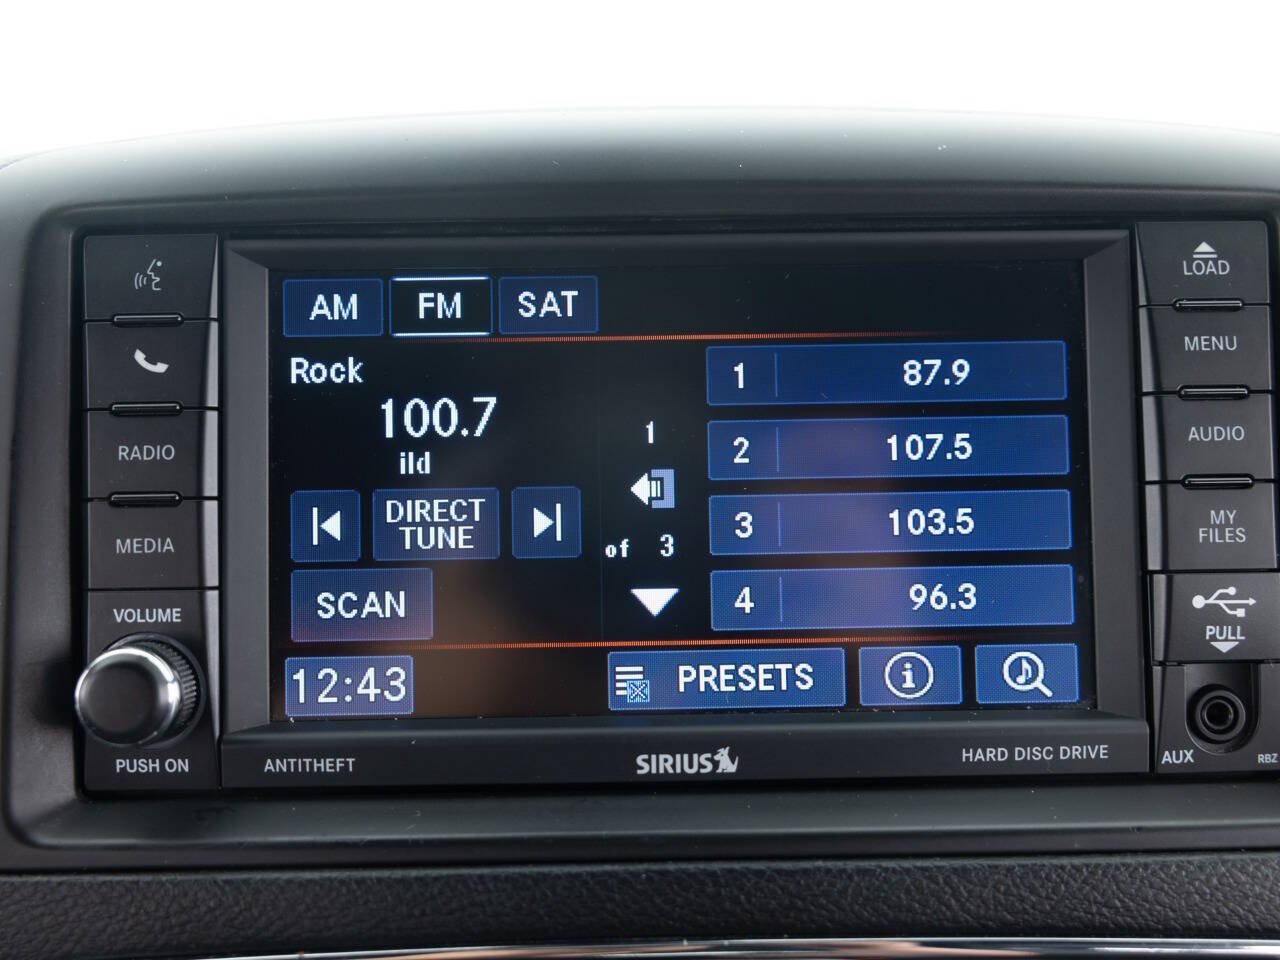 LOAD
MENU
AUDIO
MY
FILES
PULL
AUX
RBZ
RADIO
MEDIA
VOLUME
PUSH ON
AM FM SAT
Rock
100.7
ild
DIRECT
TUNE
SCAN
12:43
1
of 3
1 87.9
2 107.5
3 103.5
4 96.3
PRESETS
ANTITHEFT
SIRIUS
HARD DISC DRIVE